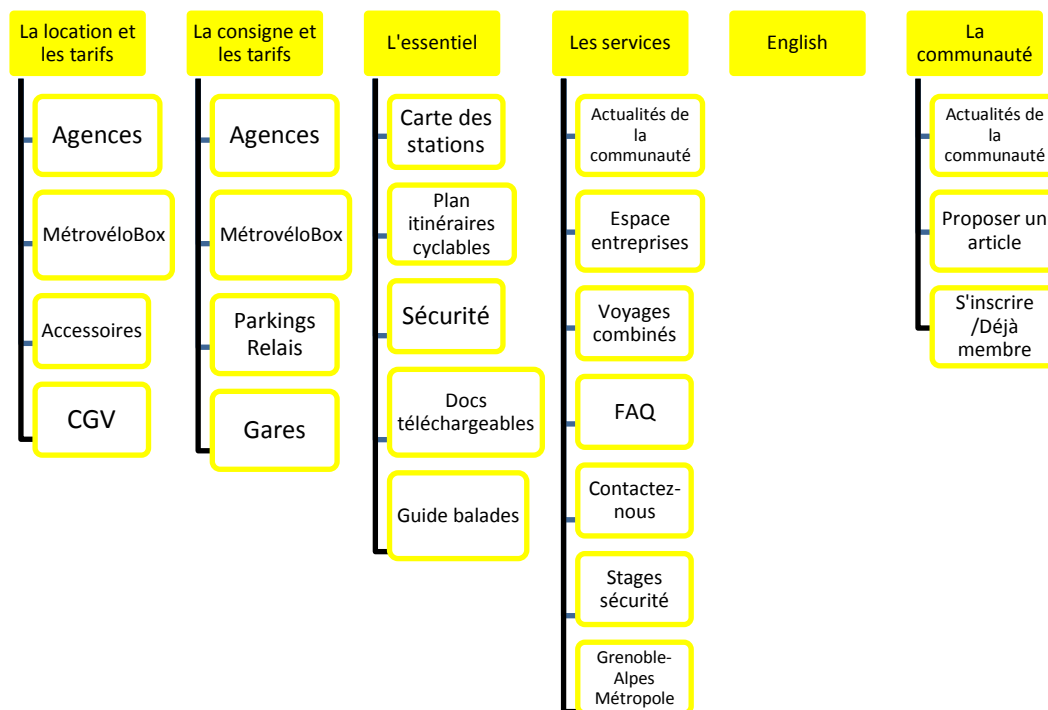 La location et
les tarifs
Agences
MétrovéloBox
Accessoires
CGV
La consigne et
les tarifs
Agences
MétrovéloBox
Parkings
Relais
Gares
L'essentiel
Carte des
stations
Plan
itinéraires
cyclables
Sécurité
Docs
téléchargeables
Guide balades
Les services
Actualités de
la
communauté
Espace
entreprises
Voyages
combinés
FAQ
Contactez-
nous
Stages
sécurité
Grenoble-
Alpes
Métropole
English
La
communauté
Actualités de
la
communauté
Proposer un
article
S'inscrire
/Déjà
membre